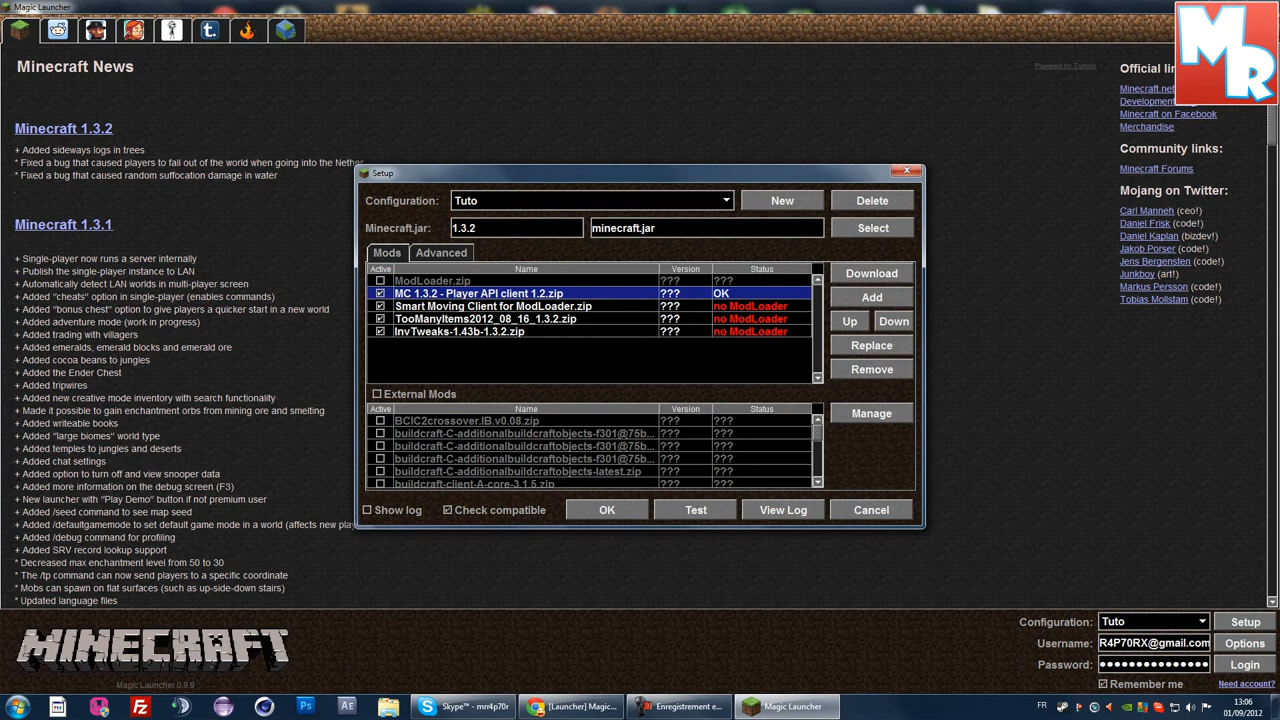 Magic Launcher
MR
Minecraft News
Powered by Tumblr
Minecraft 1.3.2
+ Added sideways logs in trees
* Fixed a bug that caused players to fall out of the world when going into the Nether
* Fixed a bug that caused random suffocation damage in water
Minecraft 1.3.1
+ Single-player now runs a server internally
+ Publish the single-player instance to LAN
+ Automatically detect LAN worlds in multi-player screen
+ Added "cheats" option in single-player (enables commands)
+ Added "bonus chest" option to give players a quicker start in a new world
+ Added adventure mode (work in progress)
+ Added trading with villagers
+ Added emeralds, emerald blocks and emerald ore
+ Added cocoa beans to jungles
+ Added the Ender Chest
+ Added tripwires
+ Added new creative mode inventory with search functionality
+ Made it possible to gain enchantment orbs from mining ore and smelting
+ Added writeable books
+ Added "large biomes" world type
+ Added temples to jungles and deserts
+ Added chat settings
+ Added option to turn off and view snooper data
+ Added more information on the debug screen (F3)
+ New launcher with "Play Demo" button if not premium user
+ Added /seed command to see map seed
+ Added /defaultgamemode to set default game mode in a world (affects new play
+ Added /debug command for profiling
+ Added SRV record lookup support
* Decreased max enchantment level from 50 to 30
* The /tp command can now send players to a specific coordinate
* Mobs can spawn on flat surfaces (such as up-side-down stairs)
* Updated language files
Official li
Minecraft net
Development
Minecraft on Facebook
Merchandise
Community links:
Minecraft Forums
Mojang on Twitter:
Carl Manneh (ceo!)
Daniel Frisk (cto!)
Daniel Kaplan (bizdev!)
Jakob Porser (code!)
Jens Bergensten (code!)
Junkboy (art!)
Markus Persson (code!)
Tobias Mollstam (code!)
Setup
Configuration: Tuto New Delete
Minecraft.jar: 1.3.2 minecraft.jar Select
Mods Advanced
Active Name Version Status
ModLoader.zip ??? ???
MC 1.3.2 - Player API client 1.2.zip ??? OK
Smart Moving Client for ModLoader.zip ??? no ModLoader
TooManyItems2012_08_16_1.3.2.zip ??? no ModLoader
InvTweaks-1.43b-1.3.2.zip ??? no ModLoader
Download
Add
Up Down
Replace
Remove
External Mods
Active Name Version Status
BCIC2crossover.IB.v0.08.zip ??? ???
buildcraft-C-additionalbuildcraftobjects-f301@75b... ??? ???
buildcraft-C-additionalbuildcraftobjects-f301@75b... ??? ???
buildcraft-C-additionalbuildcraftobjects-f301@75b... ??? ???
buildcraft-C-additionalbuildcraftobjects-latest.zip ??? ???
buildcraft-client-A-core-3.1.5.zip ??? ???
Manage
Show log Check compatible OK Test View Log Cancel
MINECRAFT
Magic Launcher 0.9.9
Configuration: Tuto Setup
Username: R4P70RX@gmail.com Options
Password: Login
Remember me Need account?
Skype™ - mrr4p70r
[Launcher] Magic...
Enregistrement e...
Magic Launcher
FR
13:06
01/09/2012